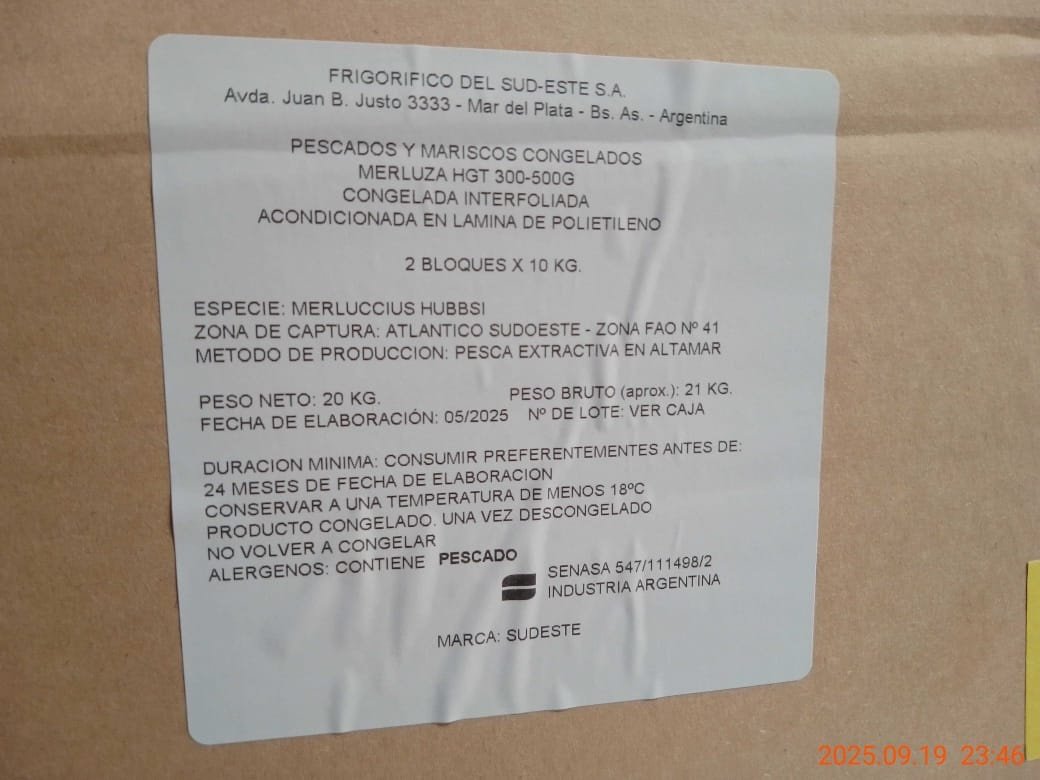 FRIGORIFICO DEL SUD-ESTE S.A.
Avda. Juan B. Justo 3333 - Mar del Plata - Bs. As. - Argentina
PESCADOS Y MARISCOS CONGELADOS
MERLUZA HGT 300-500G
CONGELADA INTERFOLIADA
ACONDICIONADA EN LAMINA DE POLIETILENO
2 BLOQUES X 10 KG.
ESPECIE: MERLUCCIUS HUBBSI
ZONA DE CAPTURA: ATLANTICO SUDOESTE - ZONA FAO Nº 41
METODO DE PRODUCCION: PESCA EXTRACTIVA EN ALTAMAR
PESO NETO: 20 KG. PESO BRUTO (aprox.): 21 KG.
FECHA DE ELABORACIÓN: 05/2025 Nº DE LOTE: VER CAJA
DURACION MINIMA: CONSUMIR PREFERENTEMENTES ANTES DE:
24 MESES DE FECHA DE ELABORACION
CONSERVAR A UNA TEMPERATURA DE MENOS 18ºC
PRODUCTO CONGELADO. UNA VEZ DESCONGELADO
NO VOLVER A CONGELAR
ALERGENOS: CONTIENE PESCADO
SENASA 547/111498/2
INDUSTRIA ARGENTINA
MARCA: SUDESTE
2025.09.19 23:46